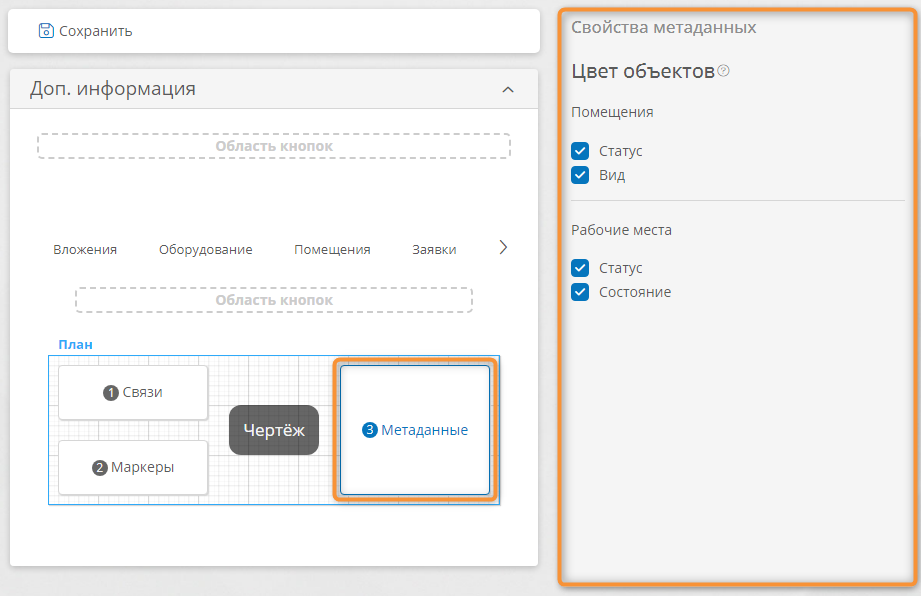 Сохранить
Доп. информация
Область кнопок
Вложения Оборудование Помещения Заявки
Область кнопок
План
1 Связи
2 Маркеры
Чертёж
3 Метаданные
Свойства метаданных
Цвет объектов ?
Помещения
Статус
Вид
Рабочие места
Статус
Состояние